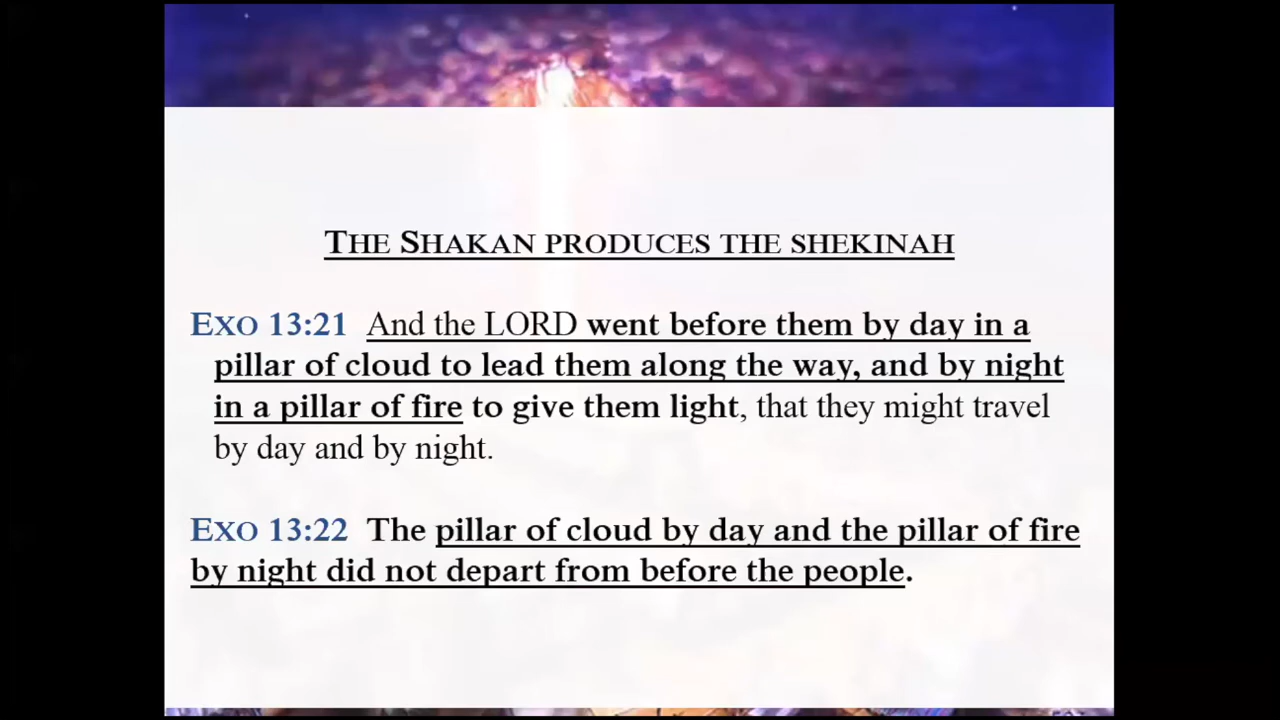 THE SHAKAN PRODUCES THE SHEKINAH
EXO 13:21 And the LORD went before them by day in a
pillar of cloud to lead them along the way, and by night
in a pillar of fire to give them light, that they might travel
by day and by night.
EXO 13:22 The pillar of cloud by day and the pillar of fire
by night did not depart from before the people.